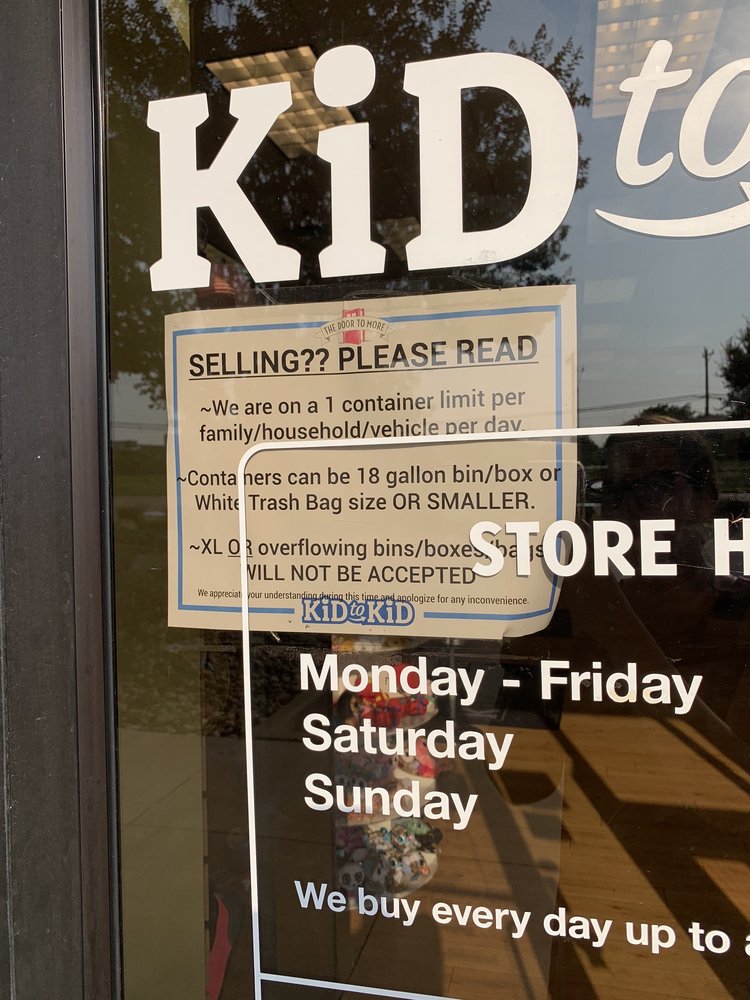 KiD to
THE DOOR TO MORE
SELLING?? PLEASE READ
~We are on a 1 container limit per
family/household/vehicle per day.
~Containers can be 18 gallon bin/box or
White Trash Bag size OR SMALLER.
~XL OR overflowing bins/boxes/bags
WILL NOT BE ACCEPTED
We appreciate your understanding during this time and apologize for any inconvenience.
KiD to KiD
STORE H
Monday - Friday
Saturday
Sunday
We buy every day up to a